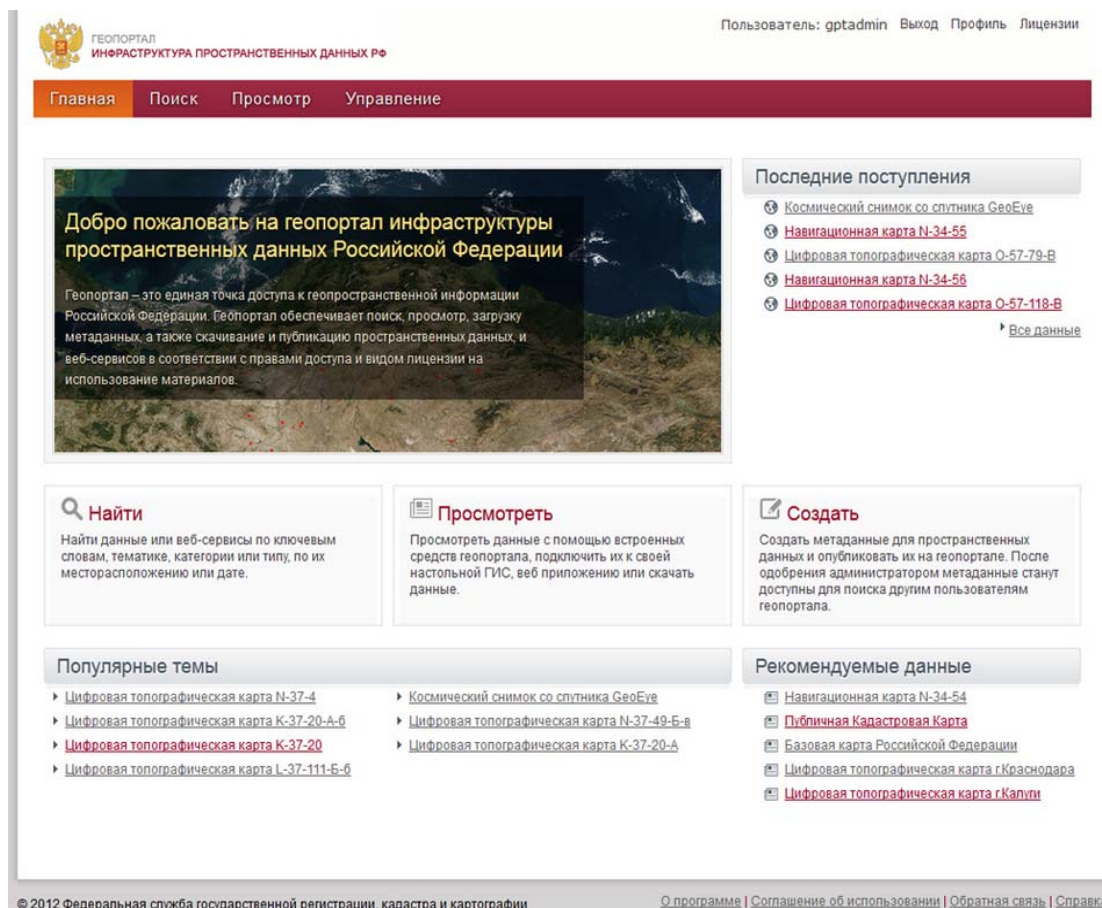 ГЕОПОРТАЛ
ИНФРАСТРУКТУРА ПРОСТРАНСТВЕННЫХ ДАННЫХ РФ
Пользователь: gptadmin Выход Профиль Лицензии
Главная Поиск Просмотр Управление
Добро пожаловать на геопортал инфраструктуры
пространственных данных Российской Федерации
Геопортал – это единая точка доступа к геопространственной информации
Российской Федерации. Геопортал обеспечивает поиск, просмотр, загрузку
метаданных, а также скачивание и публикацию пространственных данных, и
веб-сервисов в соответствии с правами доступа и видом лицензии на
использование материалов.
Последние поступления
Космический снимок со спутника GeoEye
Навигационная карта N-34-55
Цифровая топографическая карта O-57-79-В
Навигационная карта N-34-56
Цифровая топографическая карта O-57-118-В
Все данные
Найти
Найти данные или веб-сервисы по ключевым
словам, тематике, категории или типу, по их
месторасположению или дате.
Просмотреть
Просмотреть данные с помощью встроенных
средств геопортала, подключить их к своей
настольной ГИС, веб приложению или скачать
данные.
Создать
Создать метаданные для пространственных
данных и опубликовать их на геопортале. После
одобрения администратором метаданные станут
доступны для поиска другим пользователям
геопортала.
Популярные темы
Цифровая топографическая карта N-37-4
Цифровая топографическая карта K-37-20-А-б
Цифровая топографическая карта K-37-20
Цифровая топографическая карта L-37-111-Б-б
Космический снимок со спутника GeoEye
Цифровая топографическая карта N-37-49-Б-в
Цифровая топографическая карта K-37-20-А
Рекомендуемые данные
Навигационная карта N-34-54
Публичная Кадастровая Карта
Базовая карта Российской Федерации
Цифровая топографическая карта г.Краснодара
Цифровая топографическая карта г.Калуги
© 2012 Федеральная служба государственной регистрации, кадастра и картографии
О программе | Соглашение об использовании | Обратная связь | Справка